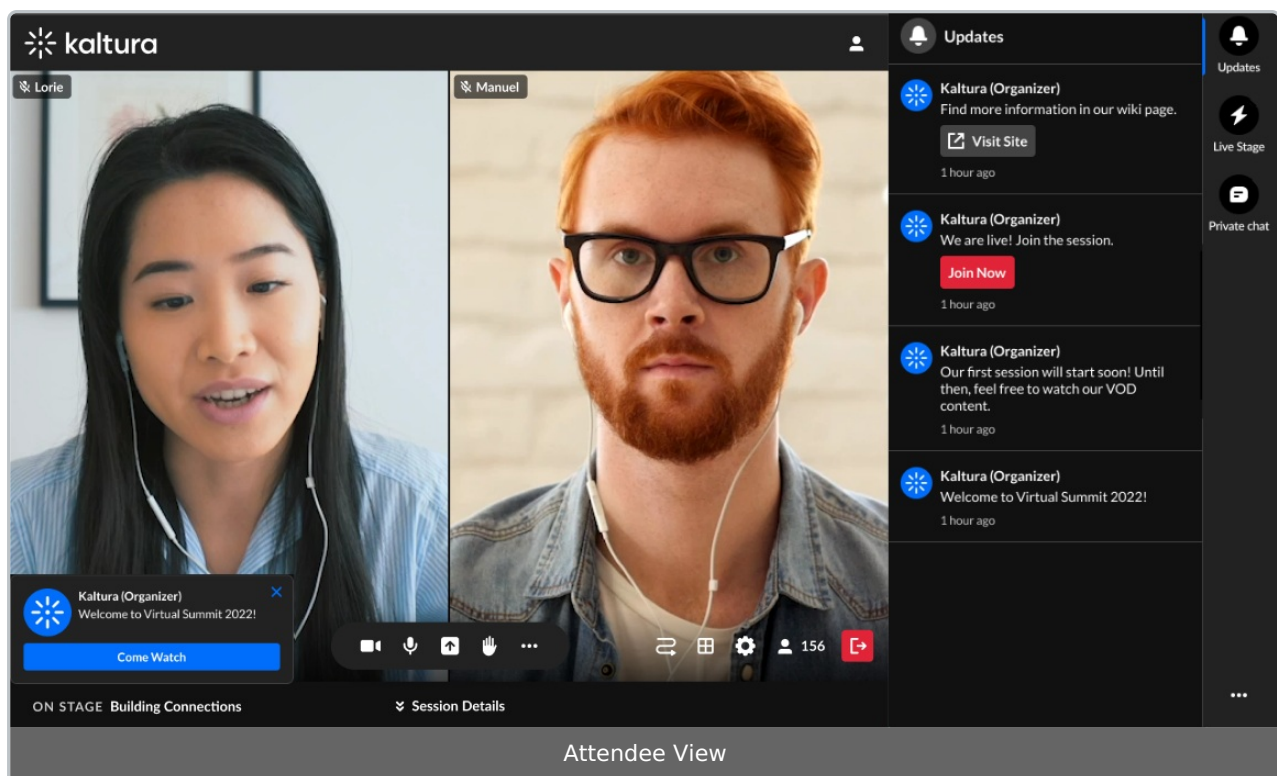 kaltura
Lorie
Manuel
Kaltura (Organizer)
Welcome to Virtual Summit 2022!
Come Watch
156
ON STAGE Building Connections
Session Details
Updates
Kaltura (Organizer)
Find more information in our wiki page.
Visit Site
1 hour ago
Kaltura (Organizer)
We are live! Join the session.
Join Now
1 hour ago
Kaltura (Organizer)
Our first session will start soon! Until
then, feel free to watch our VOD
content.
1 hour ago
Kaltura (Organizer)
Welcome to Virtual Summit 2022!
1 hour ago
Updates
Live Stage
Private chat
Attendee View